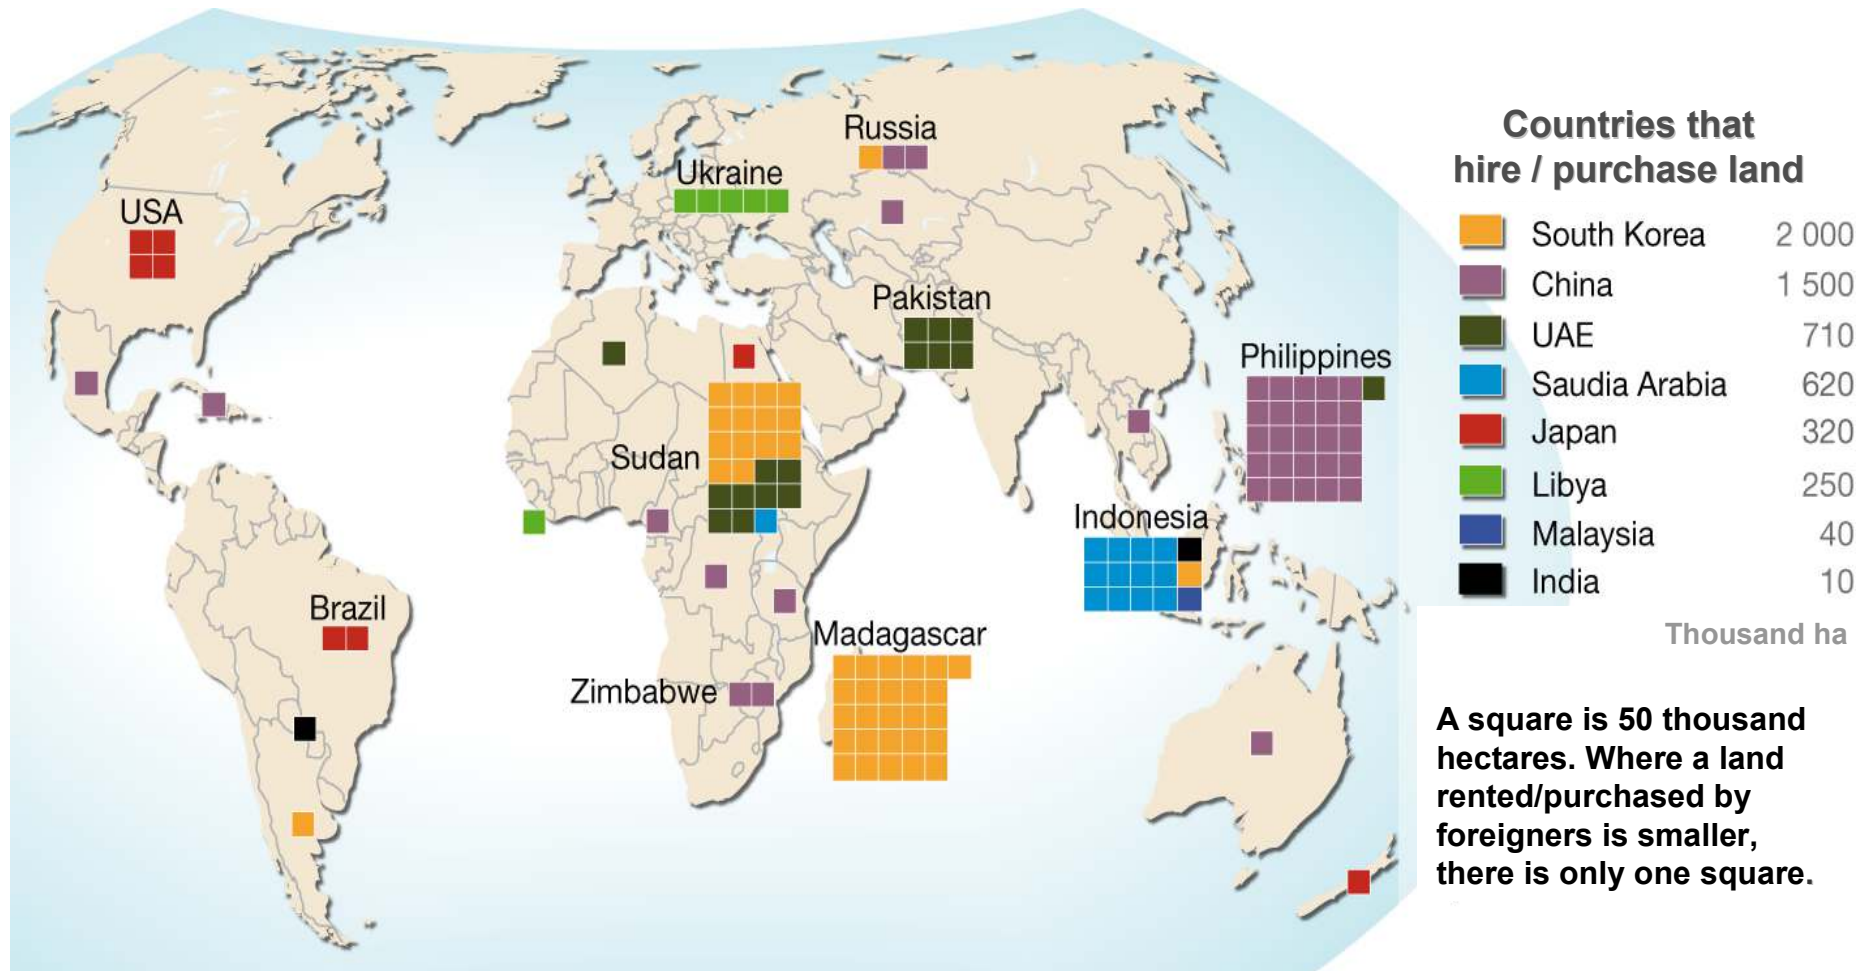 Russia
Ukraine
USA
Pakistan
Philippines
Sudan
Indonesia
Brazil
Madagascar
Zimbabwe
Countries that
hire / purchase land
South Korea 2 000
China 1 500
UAE 710
Saudia Arabia 620
Japan 320
Libya 250
Malaysia 40
India 10
Thousand ha
A square is 50 thousand
hectares. Where a land
rented/purchased by
foreigners is smaller,
there is only one square.